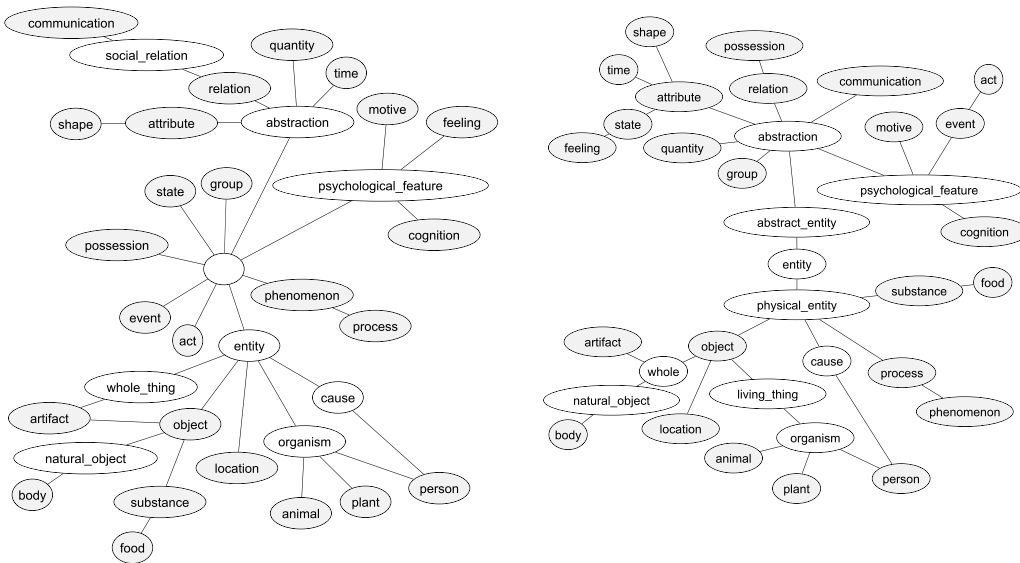 communication
social_relation
quantity
time
relation
motive
feeling
shape
attribute
abstraction
psychological_feature
state
group
cognition
possession
phenomenon
process
event
act
entity
whole_thing
cause
artifact
object
organism
natural_object
location
body
substance
animal
plant
person
food
shape
possession
time
attribute
relation
communication
act
state
feeling
quantity
abstraction
motive
event
group
psychological_feature
abstract_entity
cognition
entity
physical_entity
substance
food
artifact
object
whole
cause
process
natural_object
living_thing
phenomenon
body
location
organism
animal
plant
person